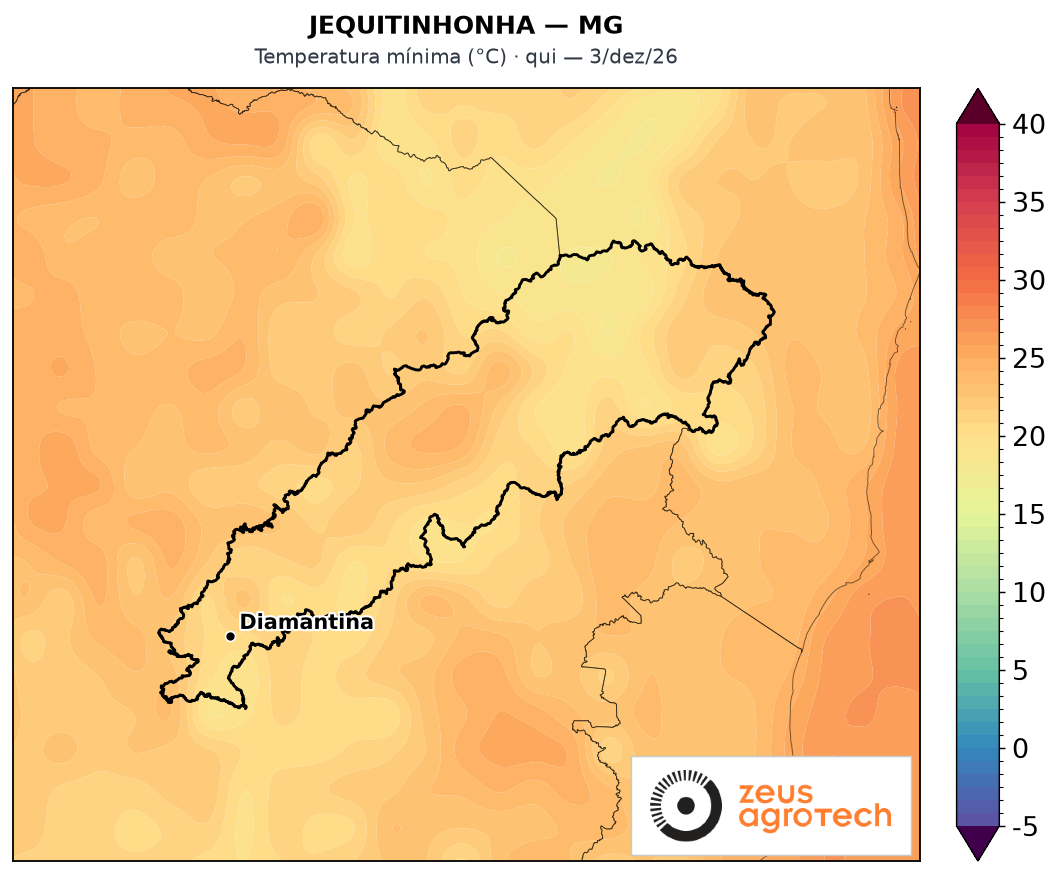 JEQUITINHONHA — MG
Temperatura mínima (°C) · qui — 3/dez/26
40
35
30
25
20
15
10
5
0
-5
Diamantina
zeus
agrotech